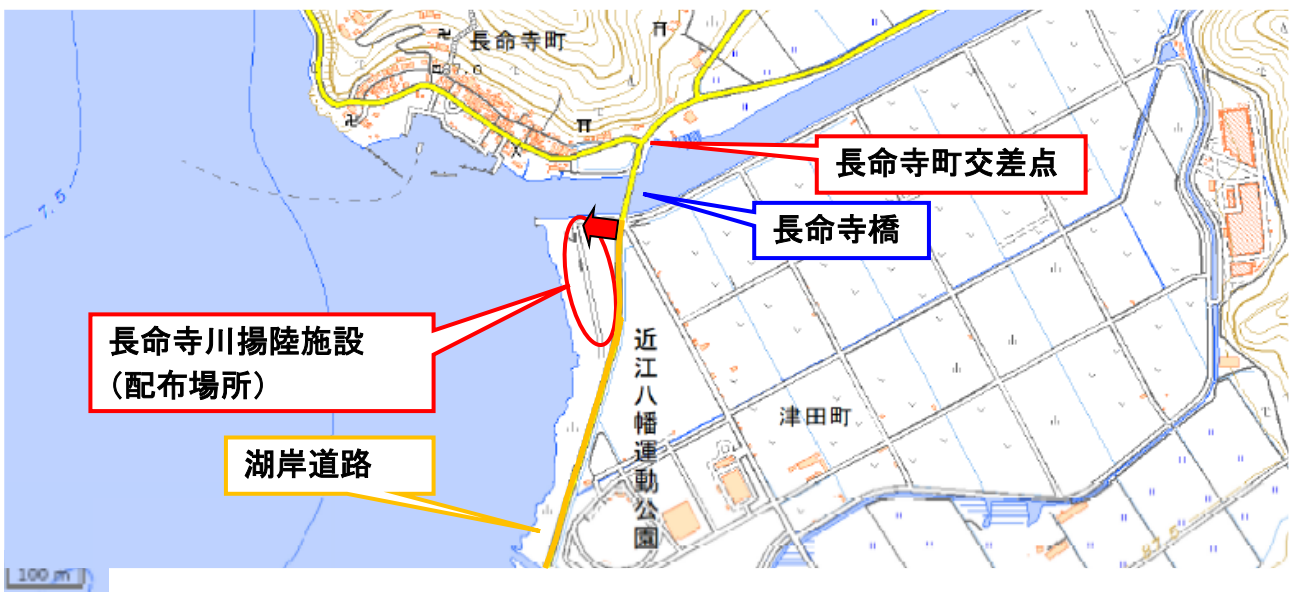 長命寺町
7.5
長命寺町交差点
長命寺橋
長命寺川揚陸施設
(配布場所)
近江八幡運動公園
津田町
湖岸道路
100 m